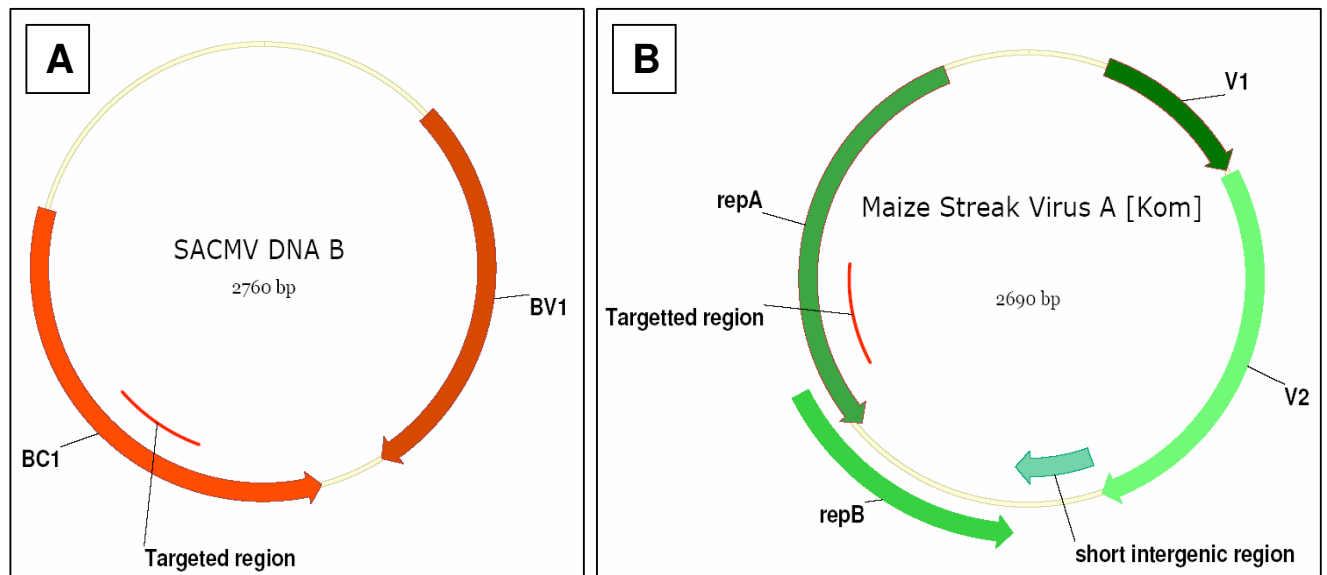 A
SACMV DNA B
2760 bp
BV1
BC1
Targeted region
B
V1
repA
Maize Streak Virus A [Kom]
2690 bp
Targetted region
V2
repB
short intergenic region